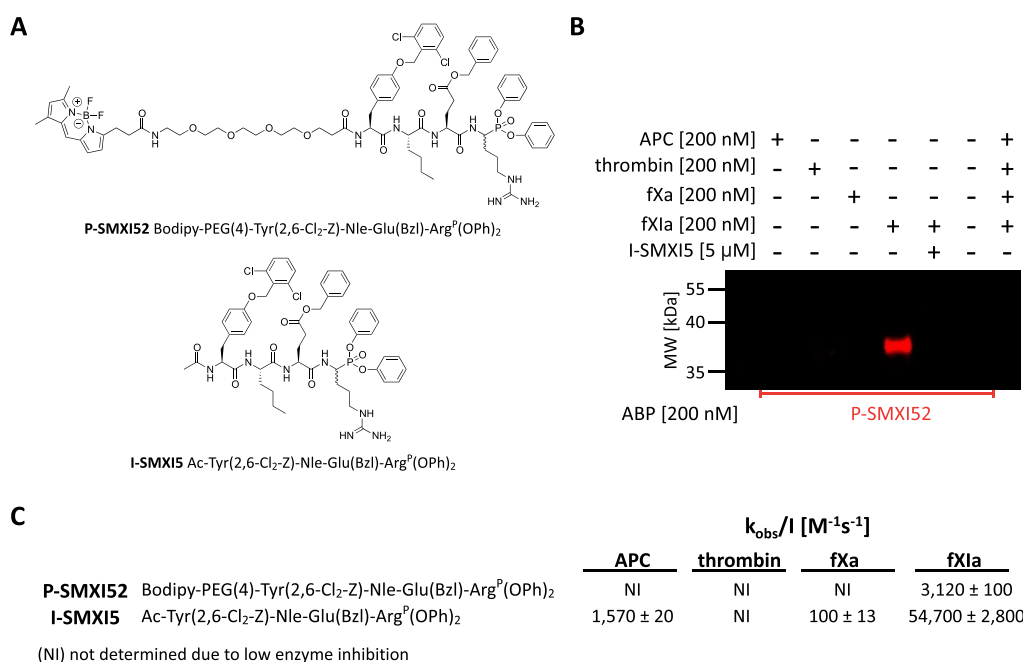 A
Cl
Cl
O
O
O
F
F
B
N
N
O
N
H
O
O
O
O
O
H
N
O
N
H
O
H
N
O
N
H
P
O
O
O
NH
HN
NH₂
P-SMXI52 Bodipy-PEG(4)-Tyr(2,6-Cl₂-Z)-Nle-Glu(Bzl)-Argᴾ(OPh)₂
Cl
Cl
O
O
O
O
N
H
O
H
N
O
N
H
O
H
N
P
O
O
O
NH
HN
NH₂
I-SMXI5 Ac-Tyr(2,6-Cl₂-Z)-Nle-Glu(Bzl)-Argᴾ(OPh)₂
B
APC [200 nM] + - - - - - +
thrombin [200 nM] - + - - - - +
fXa [200 nM] - - + - - - +
fXIa [200 nM] - - - + + - +
I-SMXI5 [5 µM] - - - - + - -
MW [kDa]
55
40
35
ABP [200 nM] P-SMXI52
C
k_obs/I [M⁻¹s⁻¹]
APC thrombin fXa fXIa
P-SMXI52 Bodipy-PEG(4)-Tyr(2,6-Cl₂-Z)-Nle-Glu(Bzl)-Argᴾ(OPh)₂ NI NI NI 3,120 ± 100
I-SMXI5 Ac-Tyr(2,6-Cl₂-Z)-Nle-Glu(Bzl)-Argᴾ(OPh)₂ 1,570 ± 20 NI 100 ± 13 54,700 ± 2,800
(NI) not determined due to low enzyme inhibition